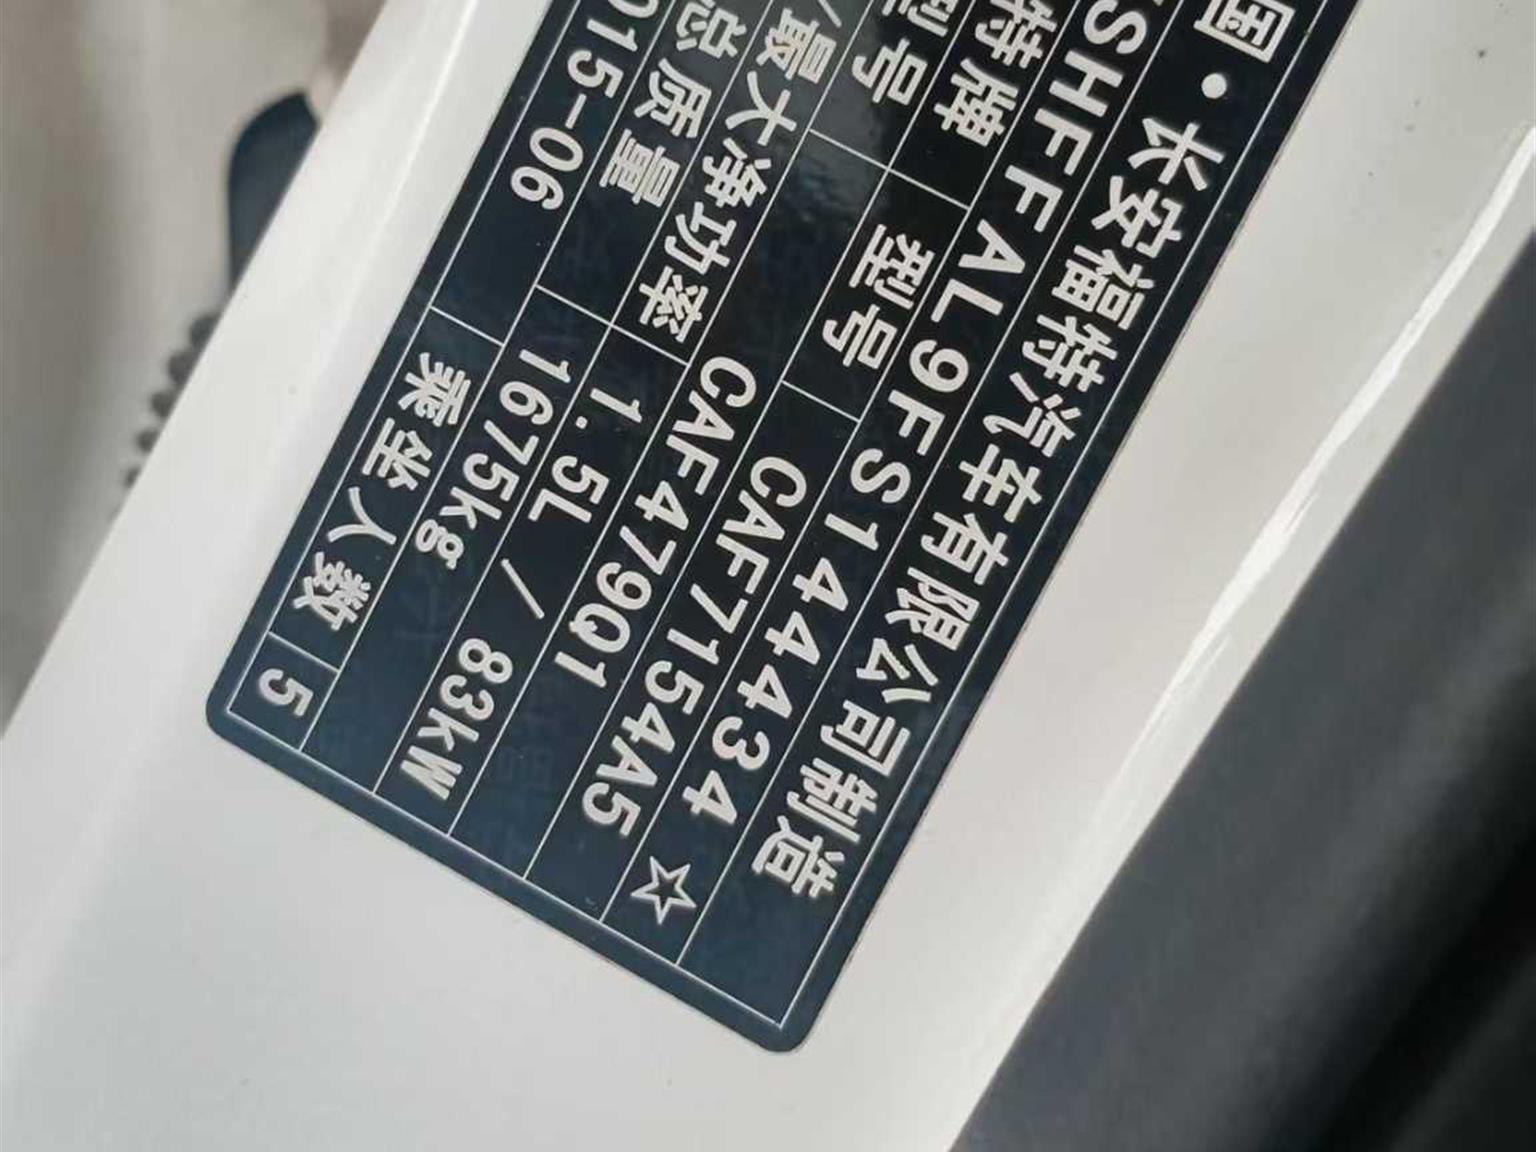 国·长安福特汽车有限公司制造
SHFFAL9FS144434☆
特牌 型号 CAF7154A5
型号 CAF479Q1
/最大净功率 1.5L / 83kW
总质量 1675kg
015-06 乘坐人数 5